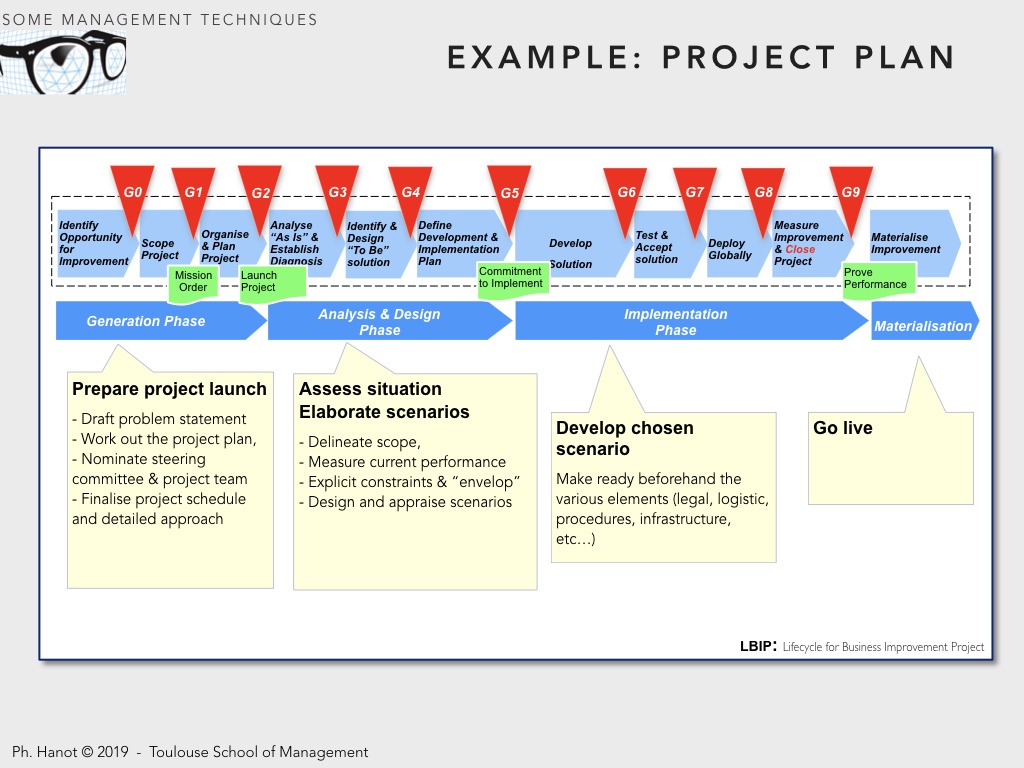 SOME MANAGEMENT TECHNIQUES
EXAMPLE: PROJECT PLAN
G0
G1
G2
G3
G4
G5
G6
G7
G8
G9
Identify
Opportunity
for
Improvement
Scope
Project
Organise
& Plan
Project
Analyse
“As Is” &
Establish
Diagnosis
Identify &
Design
“To Be”
solution
Define
Development &
Implementation
Plan
Develop
Solution
Test &
Accept
solution
Deploy
Globally
Measure
Improvement
& Close
Project
Materialise
Improvement
Mission
Order
Launch
Project
Commitment
to Implement
Prove
Performance
Generation Phase
Analysis & Design
Phase
Implementation
Phase
Materialisation
Prepare project launch
- Draft problem statement
- Work out the project plan,
- Nominate steering
committee & project team
- Finalise project schedule
and detailed approach
Assess situation
Elaborate scenarios
- Delineate scope,
- Measure current performance
- Explicit constraints & “envelop”
- Design and appraise scenarios
Develop chosen
scenario
Make ready beforehand the
various elements (legal, logistic,
procedures, infrastructure,
etc…)
Go live
LBIP: Lifecycle for Business Improvement Project
Ph. Hanot © 2019 - Toulouse School of Management